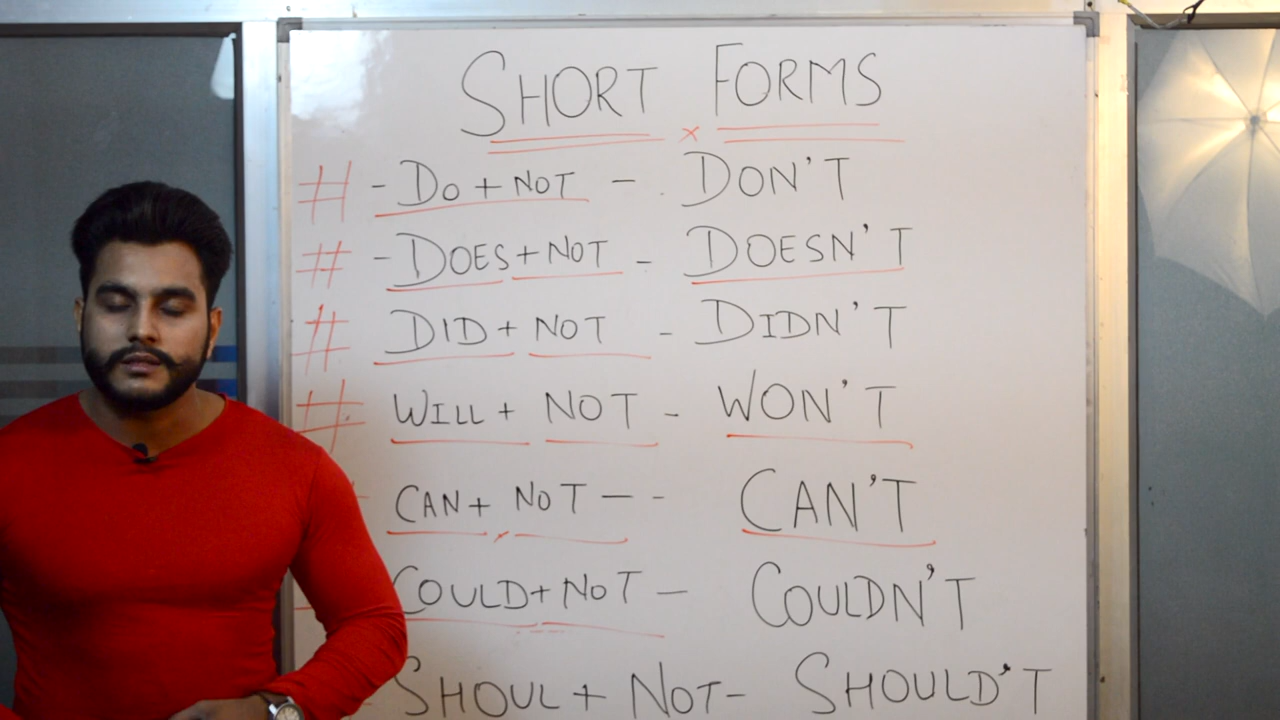 SHORT FORMS
# - DO + NOT - DON'T
# - DOES + NOT - DOESN'T
# DID + NOT - DIDN'T
# WILL + NOT - WON'T
CAN + NOT - - CAN'T
COULD + NOT - COULDN'T
SHOUL + NOT - SHOULD'T